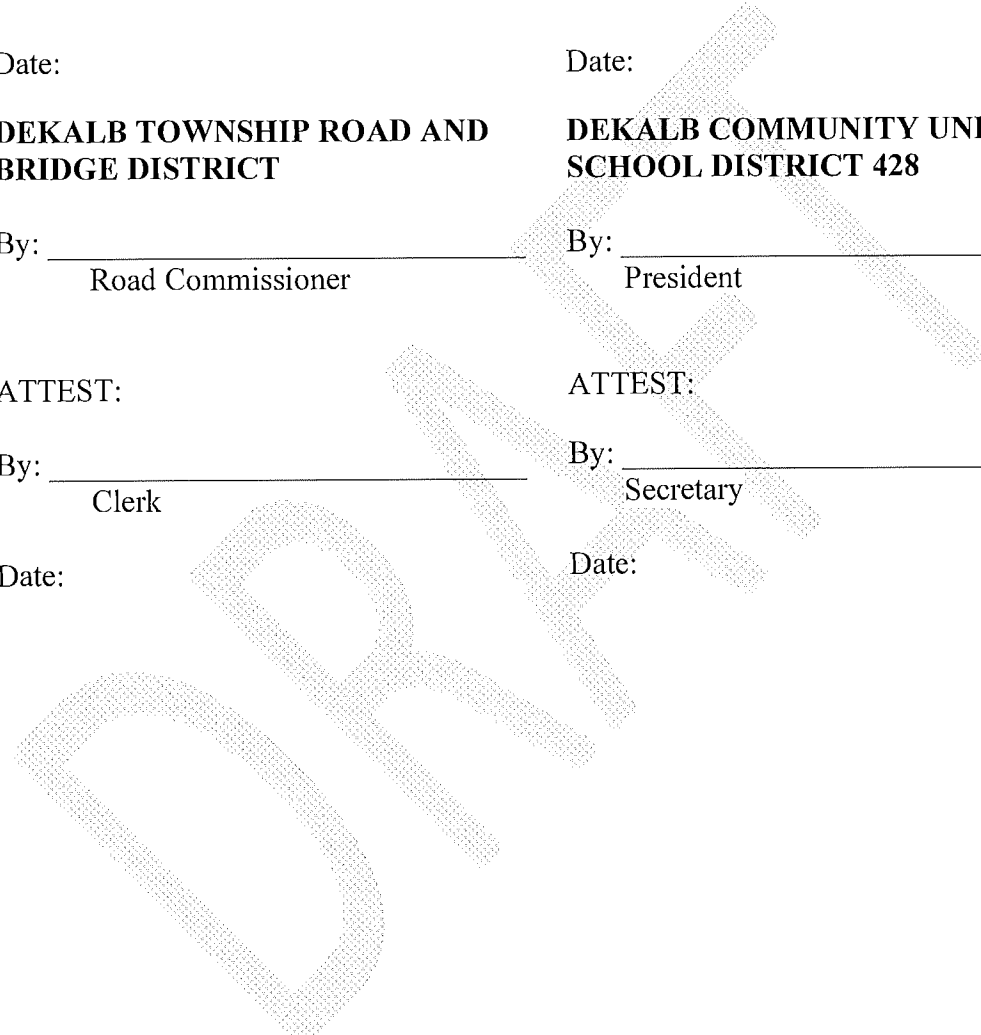 Date:
DEKALB TOWNSHIP ROAD AND
BRIDGE DISTRICT
By:
Road Commissioner
ATTEST:
By:
Clerk
Date:
Date:
DEKALB COMMUNITY
SCHOOL DISTRICT 428
By:
President
ATTEST:
By:
Secretary
Date:
DRAFT